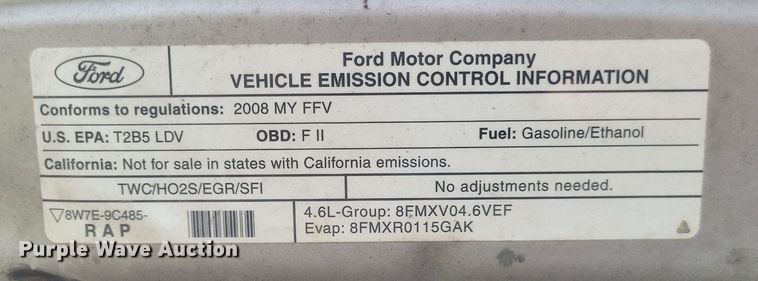 Ford
Ford Motor Company
VEHICLE EMISSION CONTROL INFORMATION
Conforms to regulations: 2008 MY FFV
U.S. EPA: T2B5 LDV OBD: F II Fuel: Gasoline/Ethanol
California: Not for sale in states with California emissions.
TWC/HO2S/EGR/SFI No adjustments needed.
8W7E-9C485-
RAP
4.6L-Group: 8FMXV04.6VEF
Evap: 8FMXR0115GAK
Purple Wave Auction